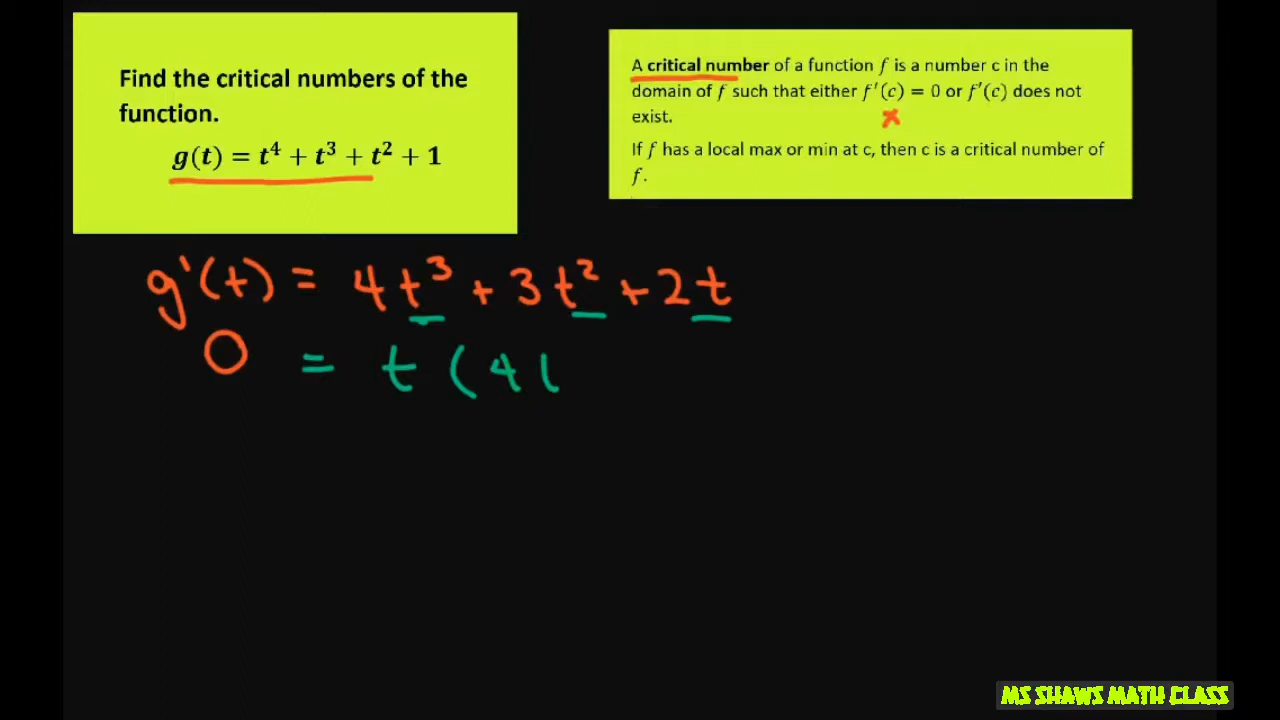 Find the critical numbers of the
function.
g(t) = t⁴ + t³ + t² + 1
A critical number of a function f is a number c in the
domain of f such that either f'(c) = 0 or f'(c) does not
exist.
If f has a local max or min at c, then c is a critical number of
f.
g'(t) = 4t³ + 3t² + 2t
0 = t (4(
MS SHAWS MATH CLASS